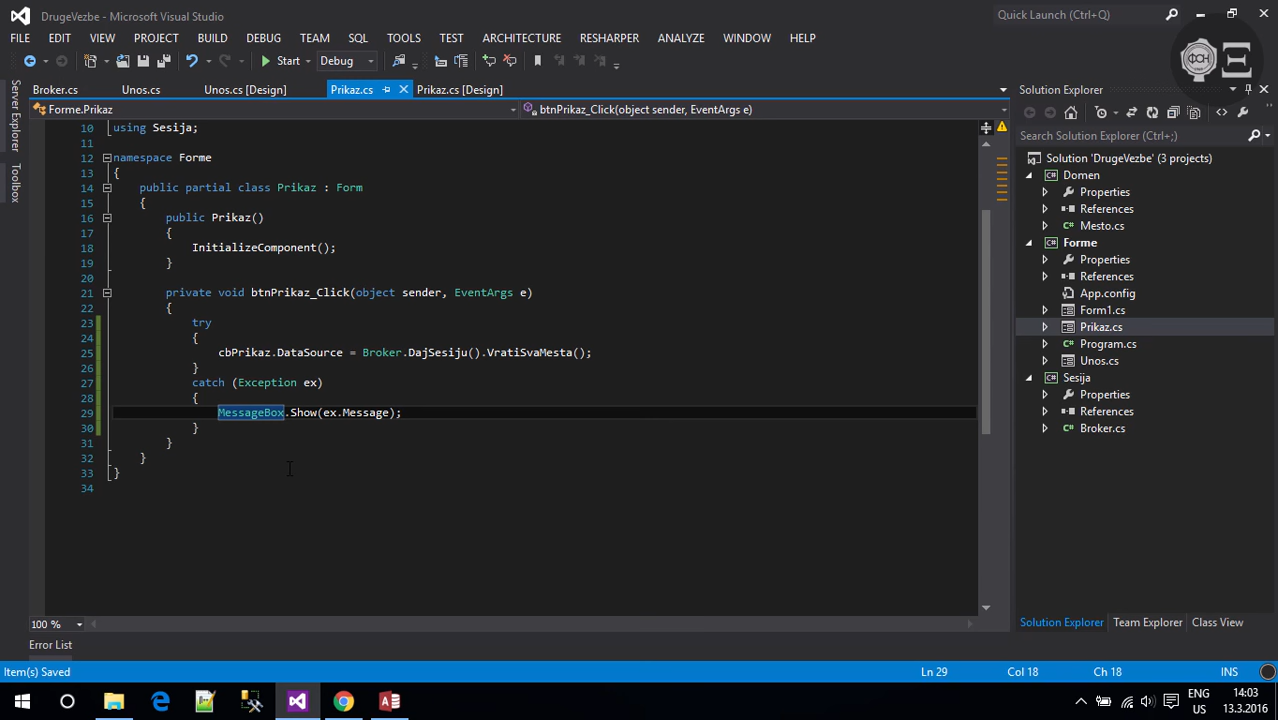 DrugeVezbe - Microsoft Visual Studio
Quick Launch (Ctrl+Q)
FILE EDIT VIEW PROJECT BUILD DEBUG TEAM SQL TOOLS TEST ARCHITECTURE RESHARPER ANALYZE WINDOW HELP
Start Debug
Server Explorer
Toolbox
Broker.cs Unos.cs Unos.cs [Design] Prikaz.cs Prikaz.cs [Design]
Forme.Prikaz btnPrikaz_Click(object sender, EventArgs e)
10 using Sesija;
11
12 namespace Forme
13 {
14 public partial class Prikaz : Form
15 {
16 public Prikaz()
17 {
18 InitializeComponent();
19 }
20
21 private void btnPrikaz_Click(object sender, EventArgs e)
22 {
23 try
24 {
25 cbPrikaz.DataSource = Broker.DajSesiju().VratiSvaMesta();
26 }
27 catch (Exception ex)
28 {
29 MessageBox.Show(ex.Message);
30 }
31 }
32 }
33 }
34
100 %
Error List
Solution Explorer
Search Solution Explorer (Ctrl+;)
Solution 'DrugeVezbe' (3 projects)
Domen
Properties
References
C# Mesto.cs
Forme
Properties
References
App.config
Form1.cs
Prikaz.cs
C# Program.cs
Unos.cs
Sesija
Properties
References
C# Broker.cs
Solution Explorer Team Explorer Class View
Item(s) Saved Ln 29 Col 18 Ch 18 INS
ENG
US
14:03
13.3.2016